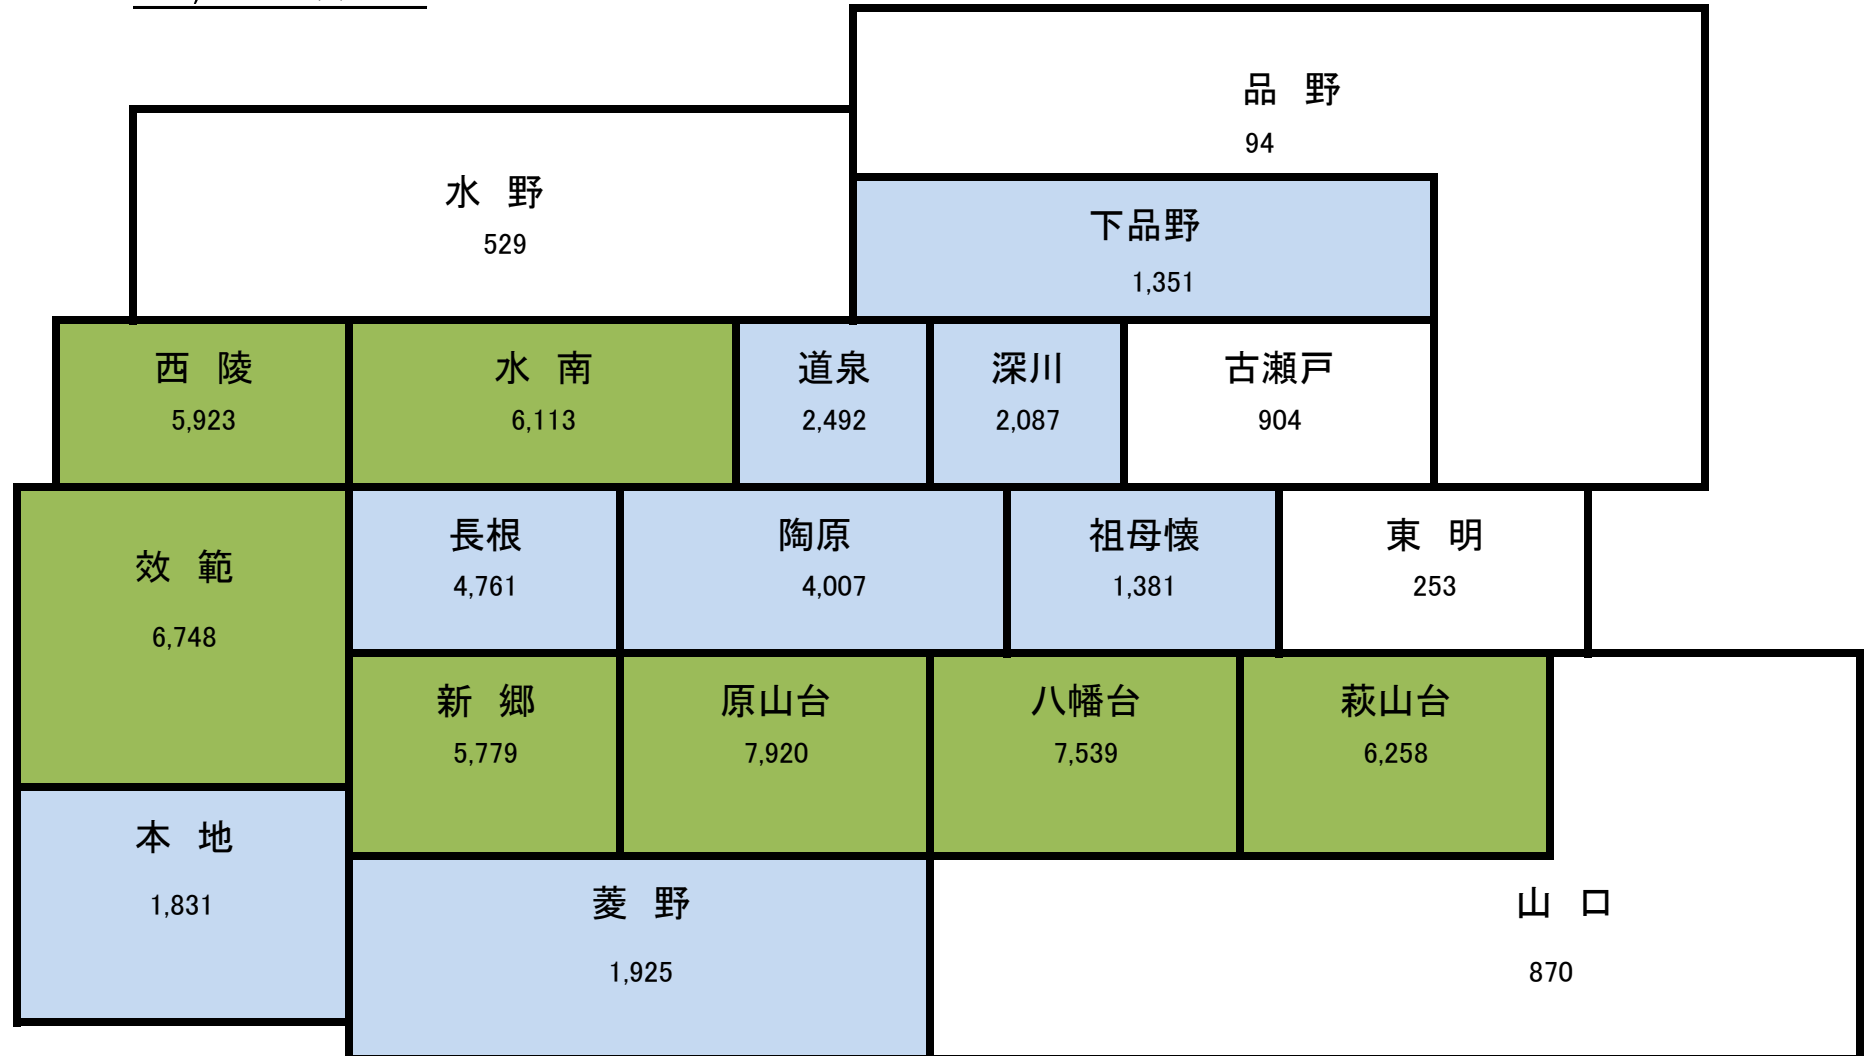 品 野
94
水 野
529
下品野
1,351
西 陵
5,923
水 南
6,113
道泉
2,492
深川
2,087
古瀬戸
904
効 範
6,748
長根
4,761
陶原
4,007
祖母懐
1,381
東 明
253
新 郷
5,779
原山台
7,920
八幡台
7,539
萩山台
6,258
本 地
1,831
菱 野
1,925
山 口
870